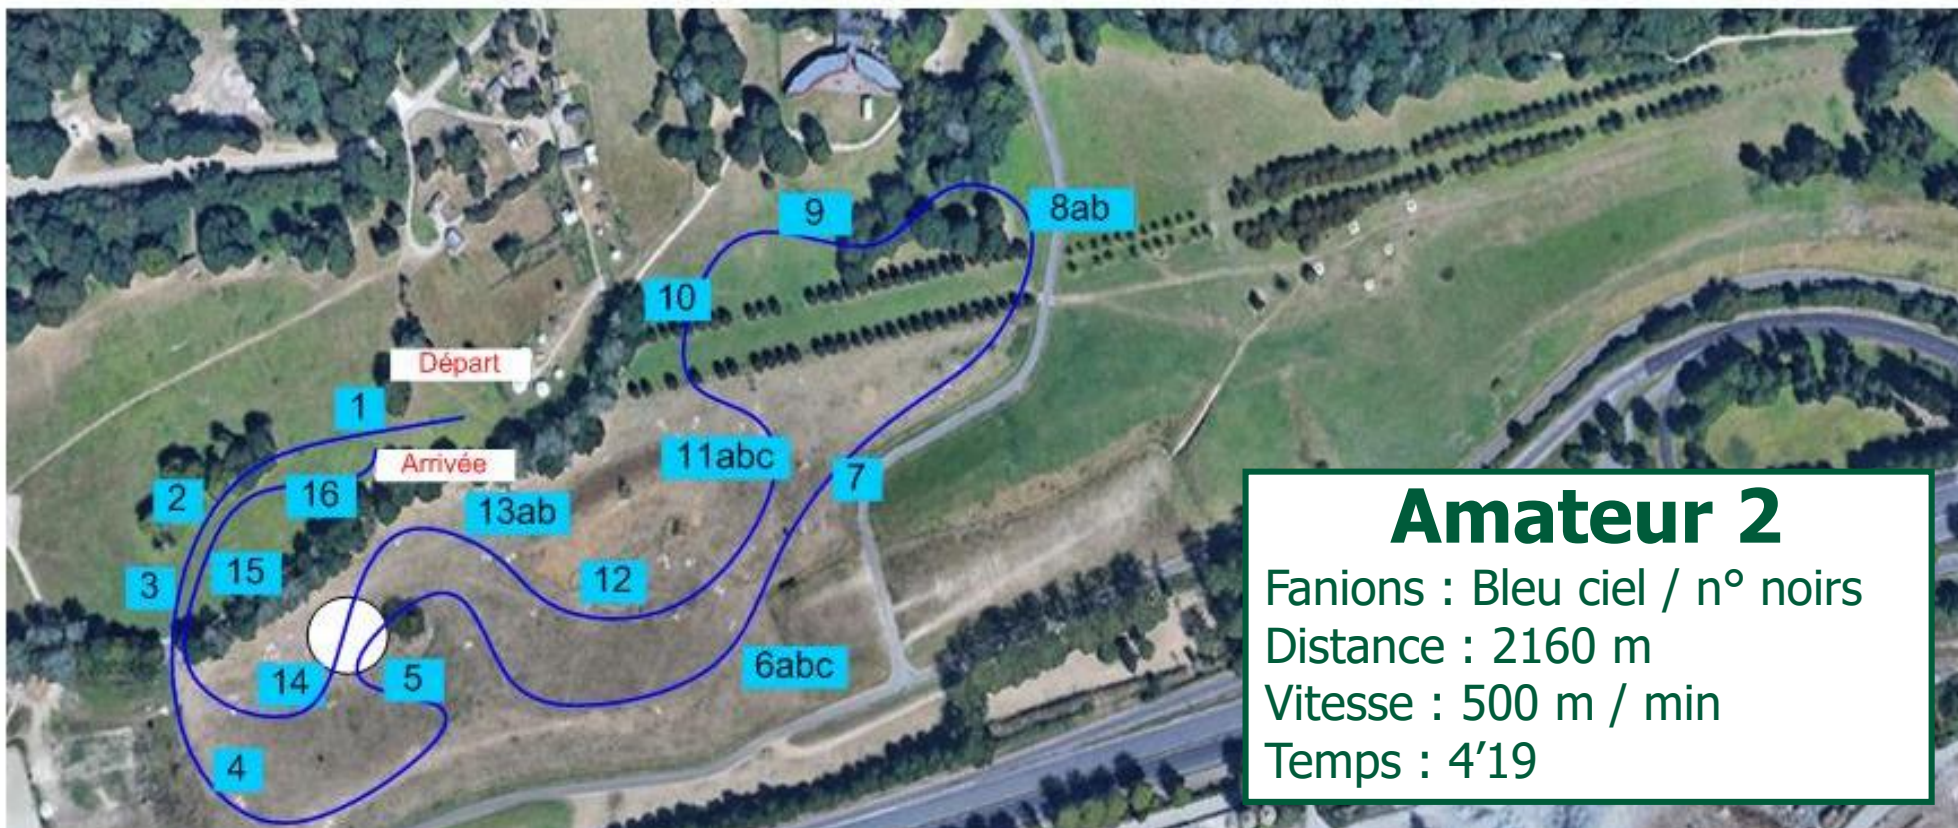 9
8ab
10
Départ
1
11abc
Arrivée
7
2
16
13ab
3
15
12
14
5
6abc
4
Amateur 2
Fanions : Bleu ciel / n° noirs
Distance : 2160 m
Vitesse : 500 m / min
Temps : 4’19